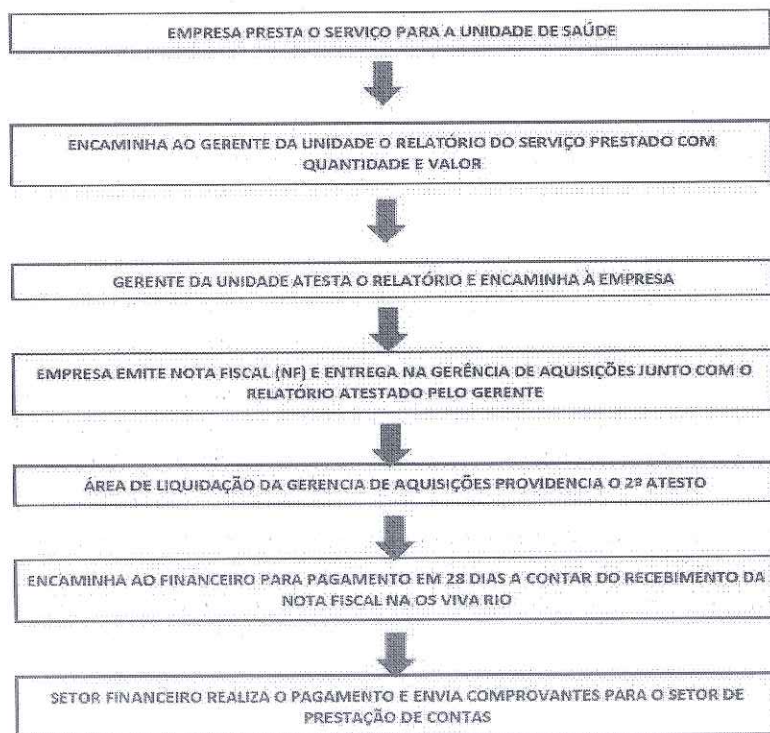 EMPRESA PRESTA O SERVIÇO PARA A UNIDADE DE SAÚDE
ENCAMINHA AO GERENTE DA UNIDADE O RELATÓRIO DO SERVIÇO PRESTADO COM
QUANTIDADE E VALOR
GERENTE DA UNIDADE ATESTA O RELATÓRIO E ENCAMINHA À EMPRESA
EMPRESA EMITE NOTA FISCAL (NF) E ENTREGA NA GERÊNCIA DE AQUISIÇÕES JUNTO COM O
RELATÓRIO ATESTADO PELO GERENTE
ÁREA DE LIQUIDAÇÃO DA GERENCIA DE AQUISIÇÕES PROVIDENCIA O 2º ATESTO
ENCAMINHA AO FINANCEIRO PARA PAGAMENTO EM 28 DIAS A CONTAR DO RECEBIMENTO DA
NOTA FISCAL NA OS VIVA RIO
SETOR FINANCEIRO REALIZA O PAGAMENTO E ENVIA COMPROVANTES PARA O SETOR DE
PRESTAÇÃO DE CONTAS